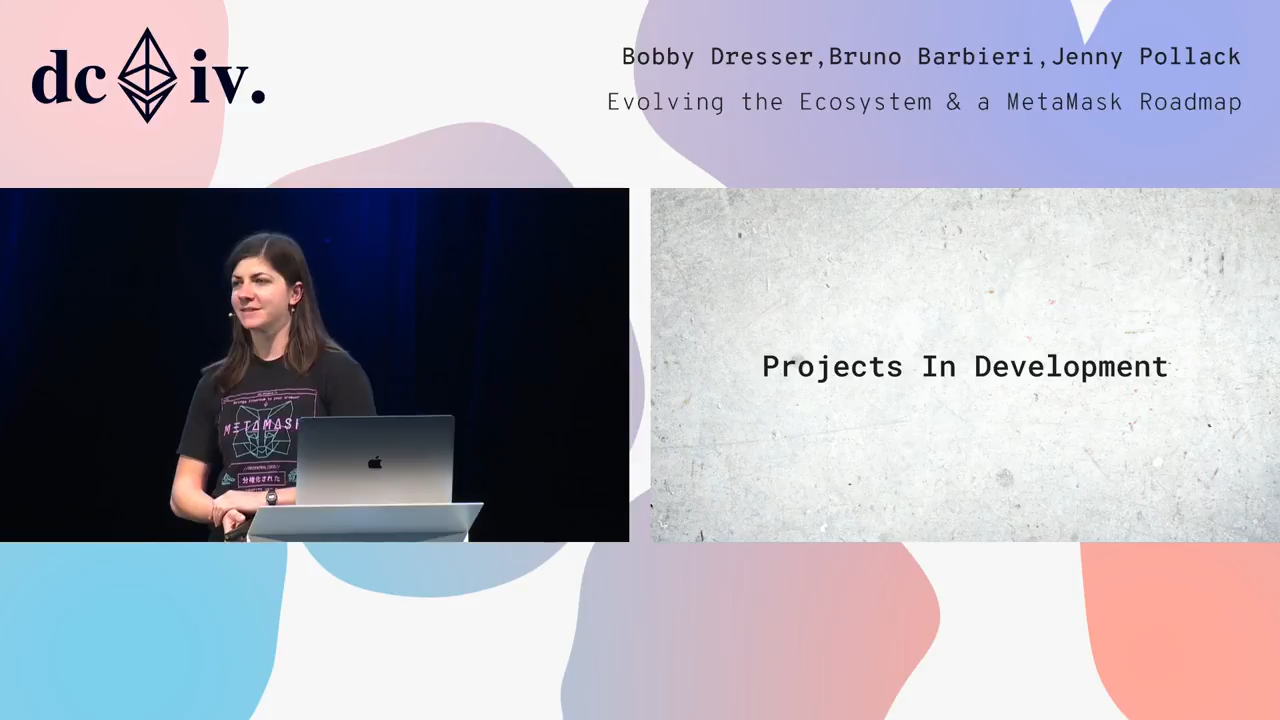 dc iv.
Bobby Dresser,Bruno Barbieri,Jenny Pollack
Evolving the Ecosystem & a MetaMask Roadmap
METAMASK
分権化された
Projects In Development